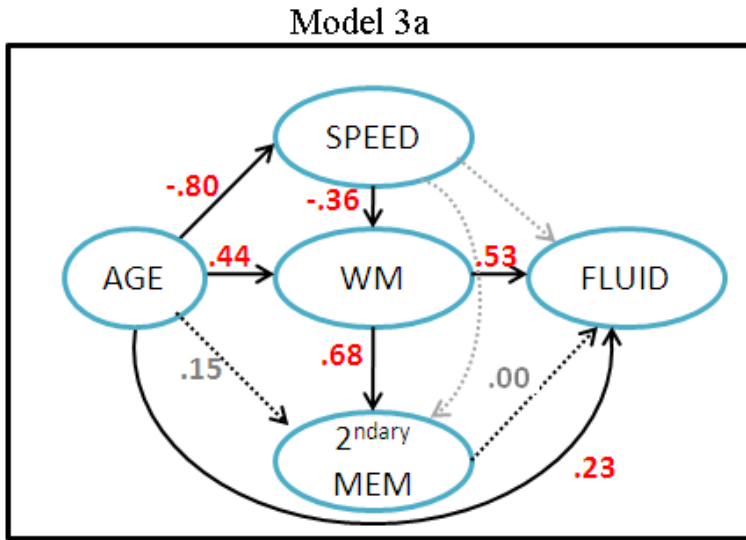 Model 3a
SPEED
-.80
-.36
AGE
.44
WM
.53
FLUID
.68
.15
.00
2ndary
MEM
.23